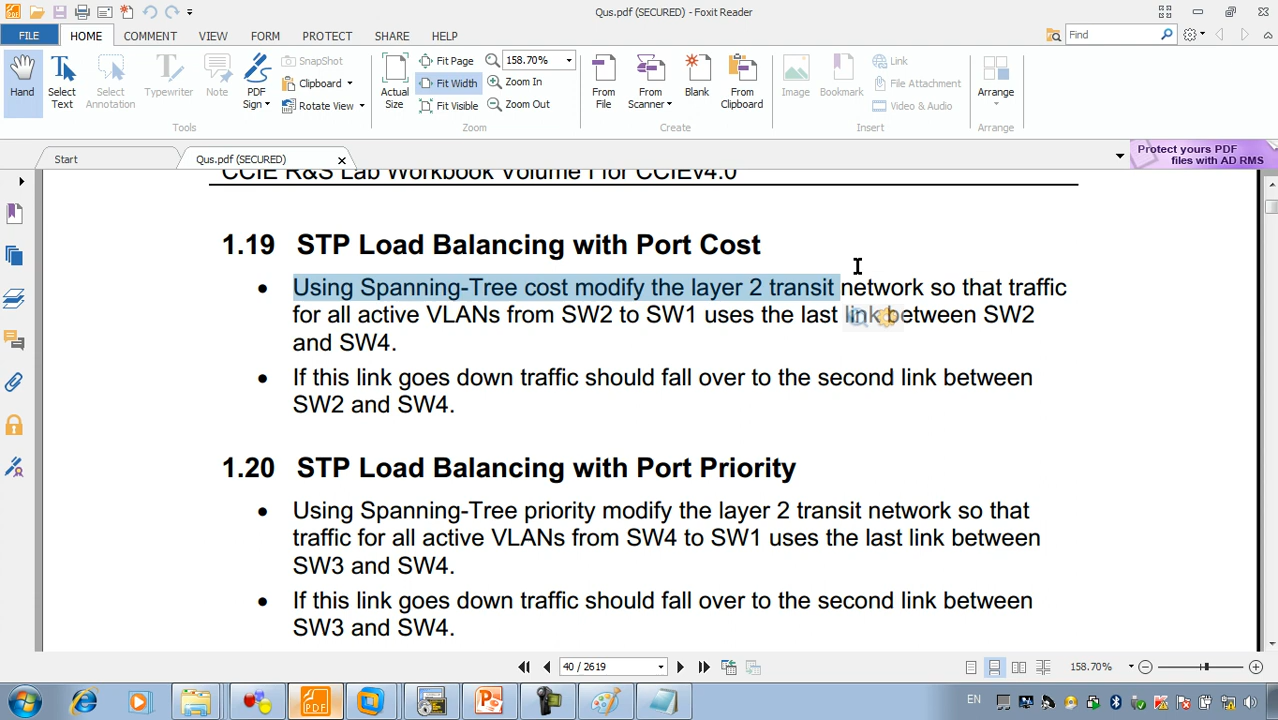 Qus.pdf (SECURED) - Foxit Reader
FILE
HOME
COMMENT
VIEW
FORM
PROTECT
SHARE
HELP
Find
Hand
Select Text
Select Annotation
Typewriter
Note
PDF Sign
SnapShot
Clipboard
Rotate View
Tools
Actual Size
Fit Page
Fit Width
Fit Visible
158.70%
Zoom In
Zoom Out
Zoom
From File
From Scanner
Blank
From Clipboard
Create
Image
Bookmark
Link
File Attachment
Video & Audio
Insert
Arrange
Arrange
Start
Qus.pdf (SECURED)
Protect yours PDF
files with AD RMS
CCIE R&S Lab Workbook Volume I for CCIEv4.0
1.19 STP Load Balancing with Port Cost
• Using Spanning-Tree cost modify the layer 2 transit network so that traffic
for all active VLANs from SW2 to SW1 uses the last link between SW2
and SW4.
• If this link goes down traffic should fall over to the second link between
SW2 and SW4.
1.20 STP Load Balancing with Port Priority
• Using Spanning-Tree priority modify the layer 2 transit network so that
traffic for all active VLANs from SW4 to SW1 uses the last link between
SW3 and SW4.
• If this link goes down traffic should fall over to the second link between
SW3 and SW4.
40 / 2619
158.70%
PDF
EN